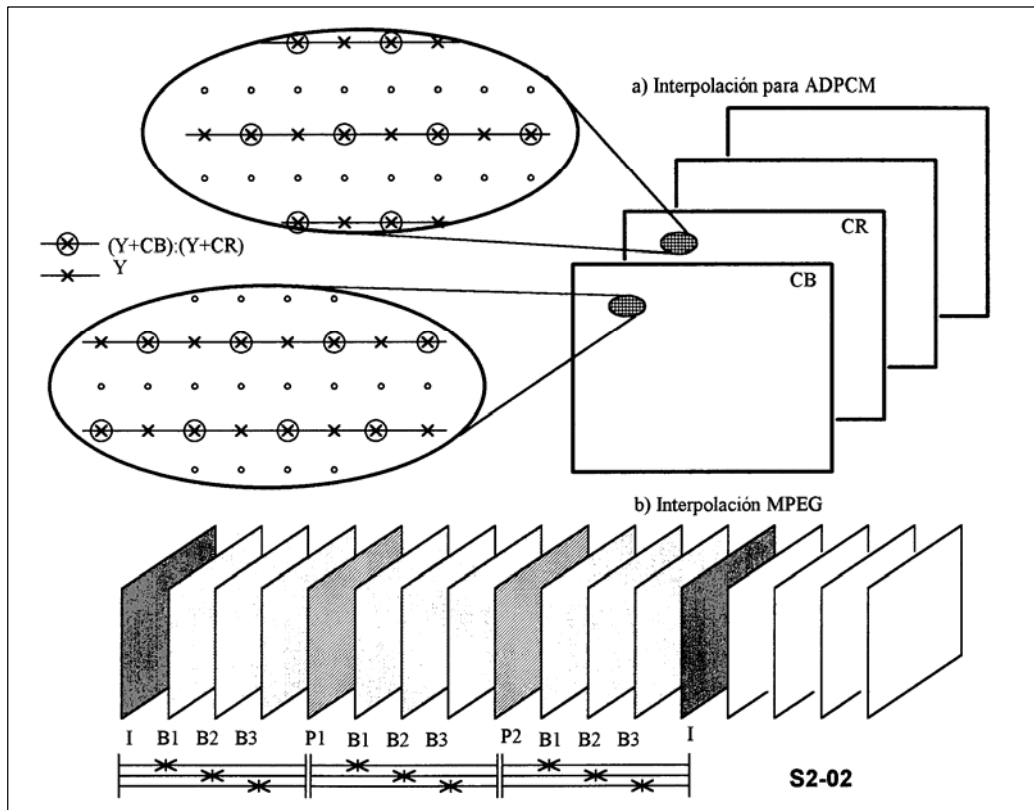 a) Interpolación para ADPCM
CR
CB
(Y+CB):(Y+CR)
Y
b) Interpolación MPEG
I B1 B2 B3 P1 B1 B2 B3 P2 B1 B2 B3 I
S2-02